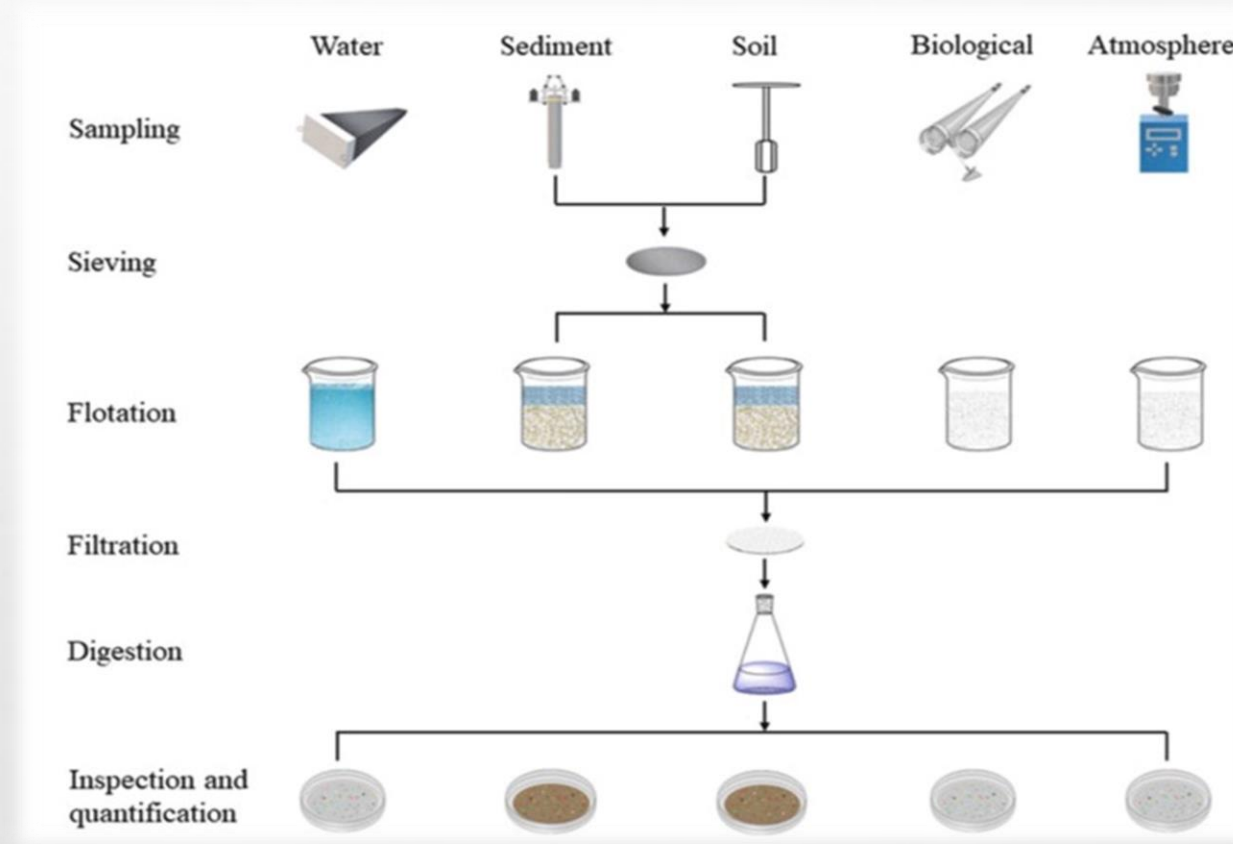 Water Sediment Soil Biological Atmosphere
Sampling
Sieving
Flotation
Filtration
Digestion
Inspection and
quantification